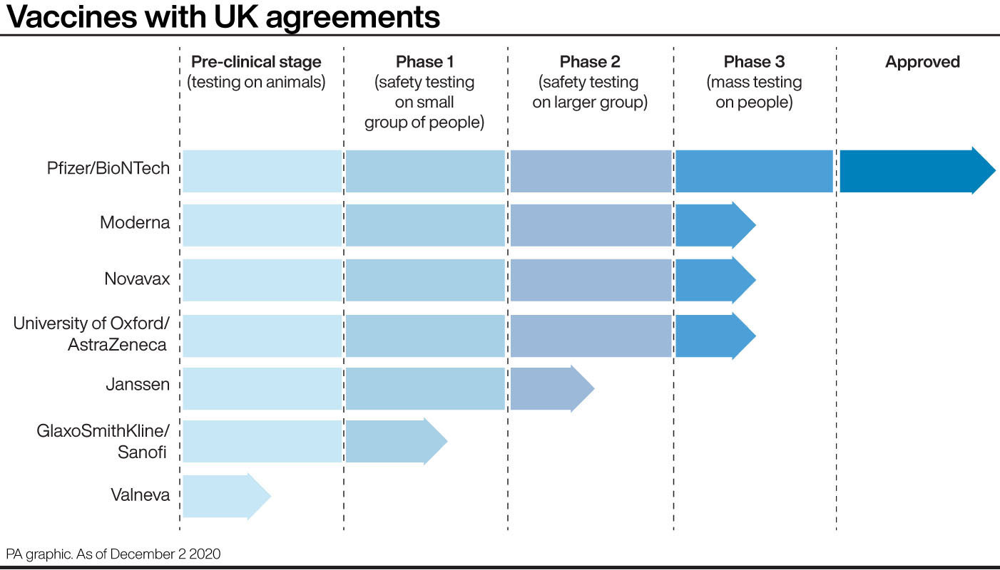 Vaccines with UK agreements
Pre-clinical stage
(testing on animals)
Phase 1
(safety testing
on small
group of people)
Phase 2
(safety testing
on larger group)
Phase 3
(mass testing
on people)
Approved
Pfizer/BioNTech
Moderna
Novavax
University of Oxford/
AstraZeneca
Janssen
GlaxoSmithKline/
Sanofi
Valneva
PA graphic. As of December 2 2020